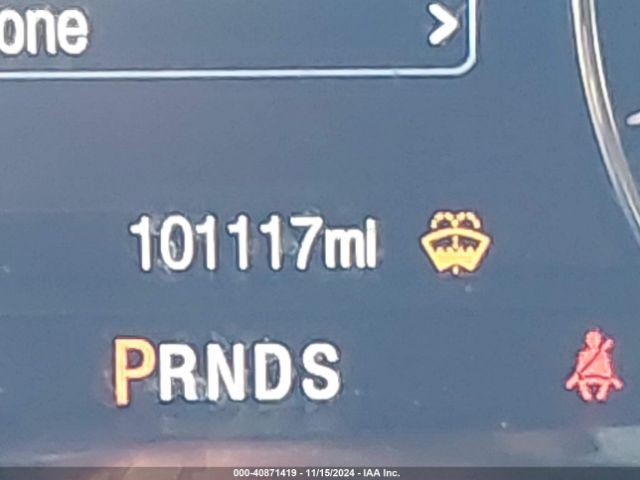 one
101117mi
PRNDS
000-40871419 - 11/15/2024 - IAA Inc.